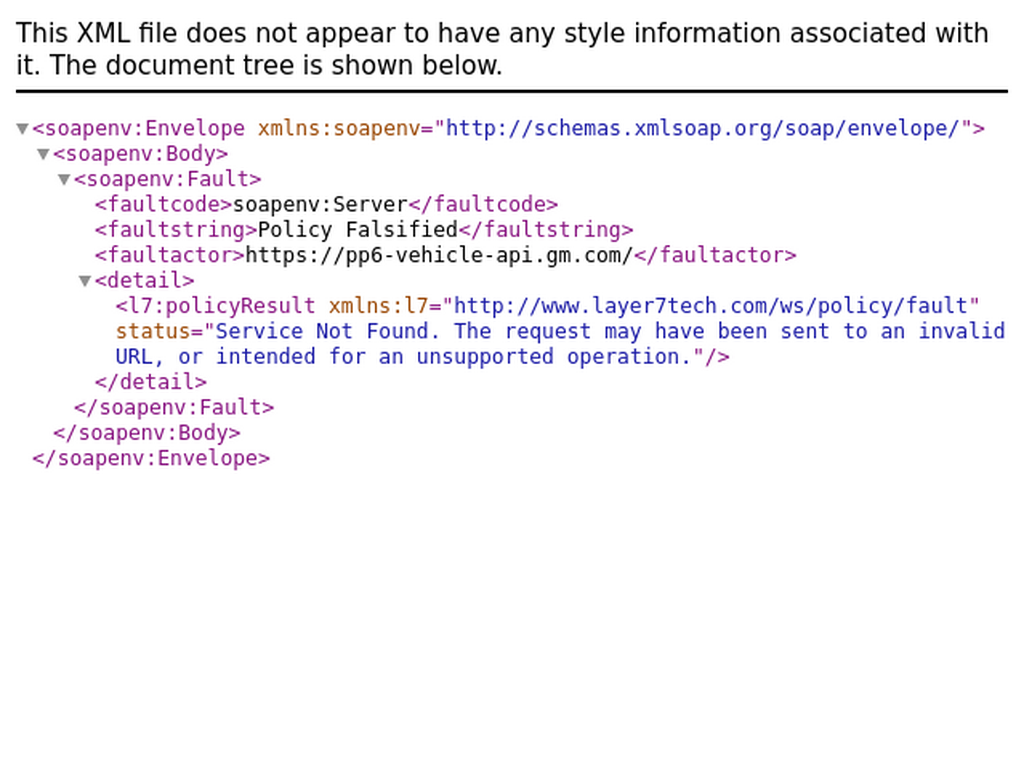 This XML file does not appear to have any style information associated with
it. The document tree is shown below.
▼<soapenv:Envelope xmlns:soapenv="http://schemas.xmlsoap.org/soap/envelope/">
▼<soapenv:Body>
▼<soapenv:Fault>
<faultcode>soapenv:Server</faultcode>
<faultstring>Policy Falsified</faultstring>
<faultactor>https://pp6-vehicle-api.gm.com/</faultactor>
▼<detail>
<l7:policyResult xmlns:l7="http://www.layer7tech.com/ws/policy/fault"
status="Service Not Found. The request may have been sent to an invalid
URL, or intended for an unsupported operation."/>
</detail>
</soapenv:Fault>
</soapenv:Body>
</soapenv:Envelope>